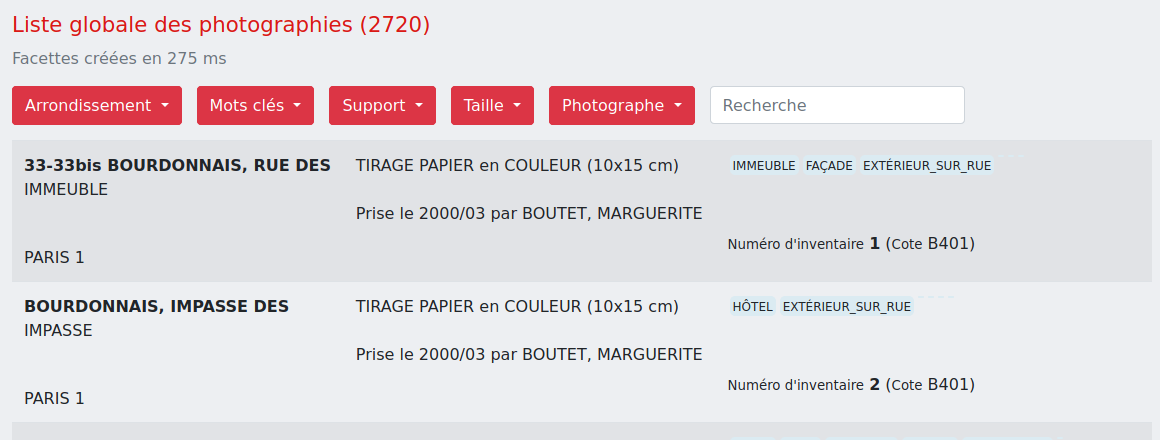 Liste globale des photographies (2720)
Facettes créées en 275 ms
Arrondissement Mots clés Support Taille Photographe Recherche
33-33bis BOURDONNAIS, RUE DES TIRAGE PAPIER en COULEUR (10x15 cm) IMMEUBLE FAÇADE EXTÉRIEUR_SUR_RUE
IMMEUBLE
Prise le 2000/03 par BOUTET, MARGUERITE
Numéro d'inventaire 1 (Cote B401)
PARIS 1
BOURDONNAIS, IMPASSE DES TIRAGE PAPIER en COULEUR (10x15 cm) HÔTEL EXTÉRIEUR_SUR_RUE
IMPASSE
Prise le 2000/03 par BOUTET, MARGUERITE
Numéro d'inventaire 2 (Cote B401)
PARIS 1